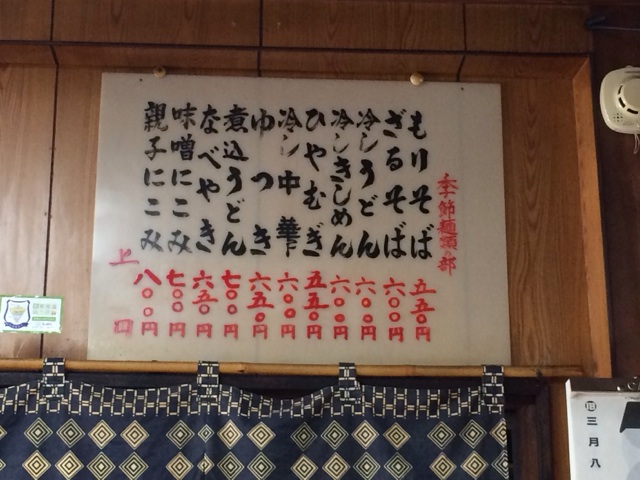 季節麺類の部
もりそば 五五〇円
ざるそば 六〇〇円
冷しうどん 六〇〇円
冷しきしめん 六〇〇円
ひやむぎ 五五〇円
冷し中華 六〇〇円
ゆつき 六五〇円
煮込うどん 七〇〇円
なべやき 六五〇円
味噌にこみ 七〇〇円
親子にこみ 八〇〇円
上
旧三月八